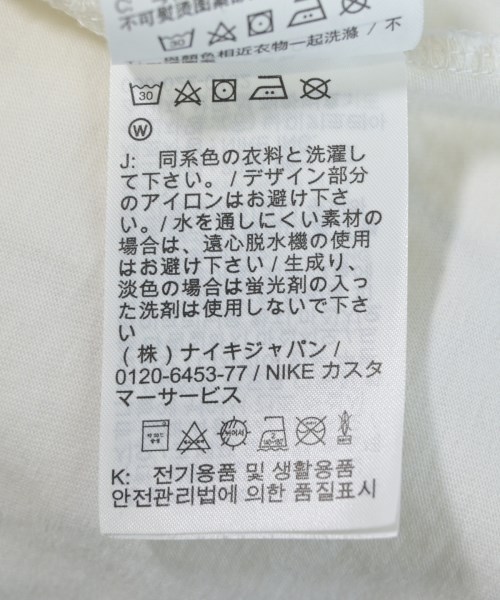 不可熨燙圖案
30
相近衣物一起洗滌 / 不
30
W
J: 同系色の衣料と洗濯し
て下さい。 / デザイン部分
のアイロンはお避け下さ
い。/ 水を通しにくい素材の
場合は、遠心脱水機の使用
はお避け下さい / 生成り、
淡色の場合は蛍光剤の入っ
た洗剤は使用しないで下さ
い
(株) ナイキジャパン /
0120-6453-77 / NIKE カスタ
マーサービス
K: 전기용품 및 생활용품
안전관리법에 의한 품질표시